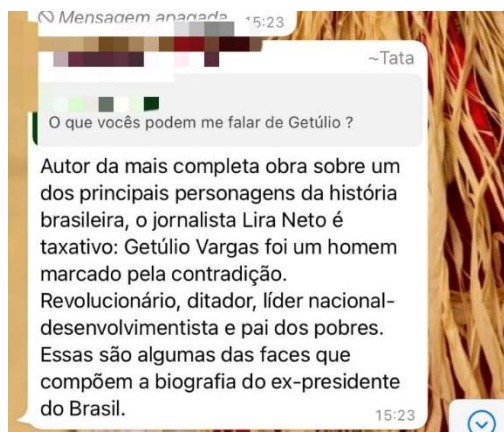 Mensagem apagada 15:23
~Tata
O que vocês podem me falar de Getúlio ?
Autor da mais completa obra sobre um
dos principais personagens da história
brasileira, o jornalista Lira Neto é
taxativo: Getúlio Vargas foi um homem
marcado pela contradição.
Revolucionário, ditador, líder nacional-
desenvolvimentista e pai dos pobres.
Essas são algumas das faces que
compõem a biografia do ex-presidente
do Brasil.
15:23